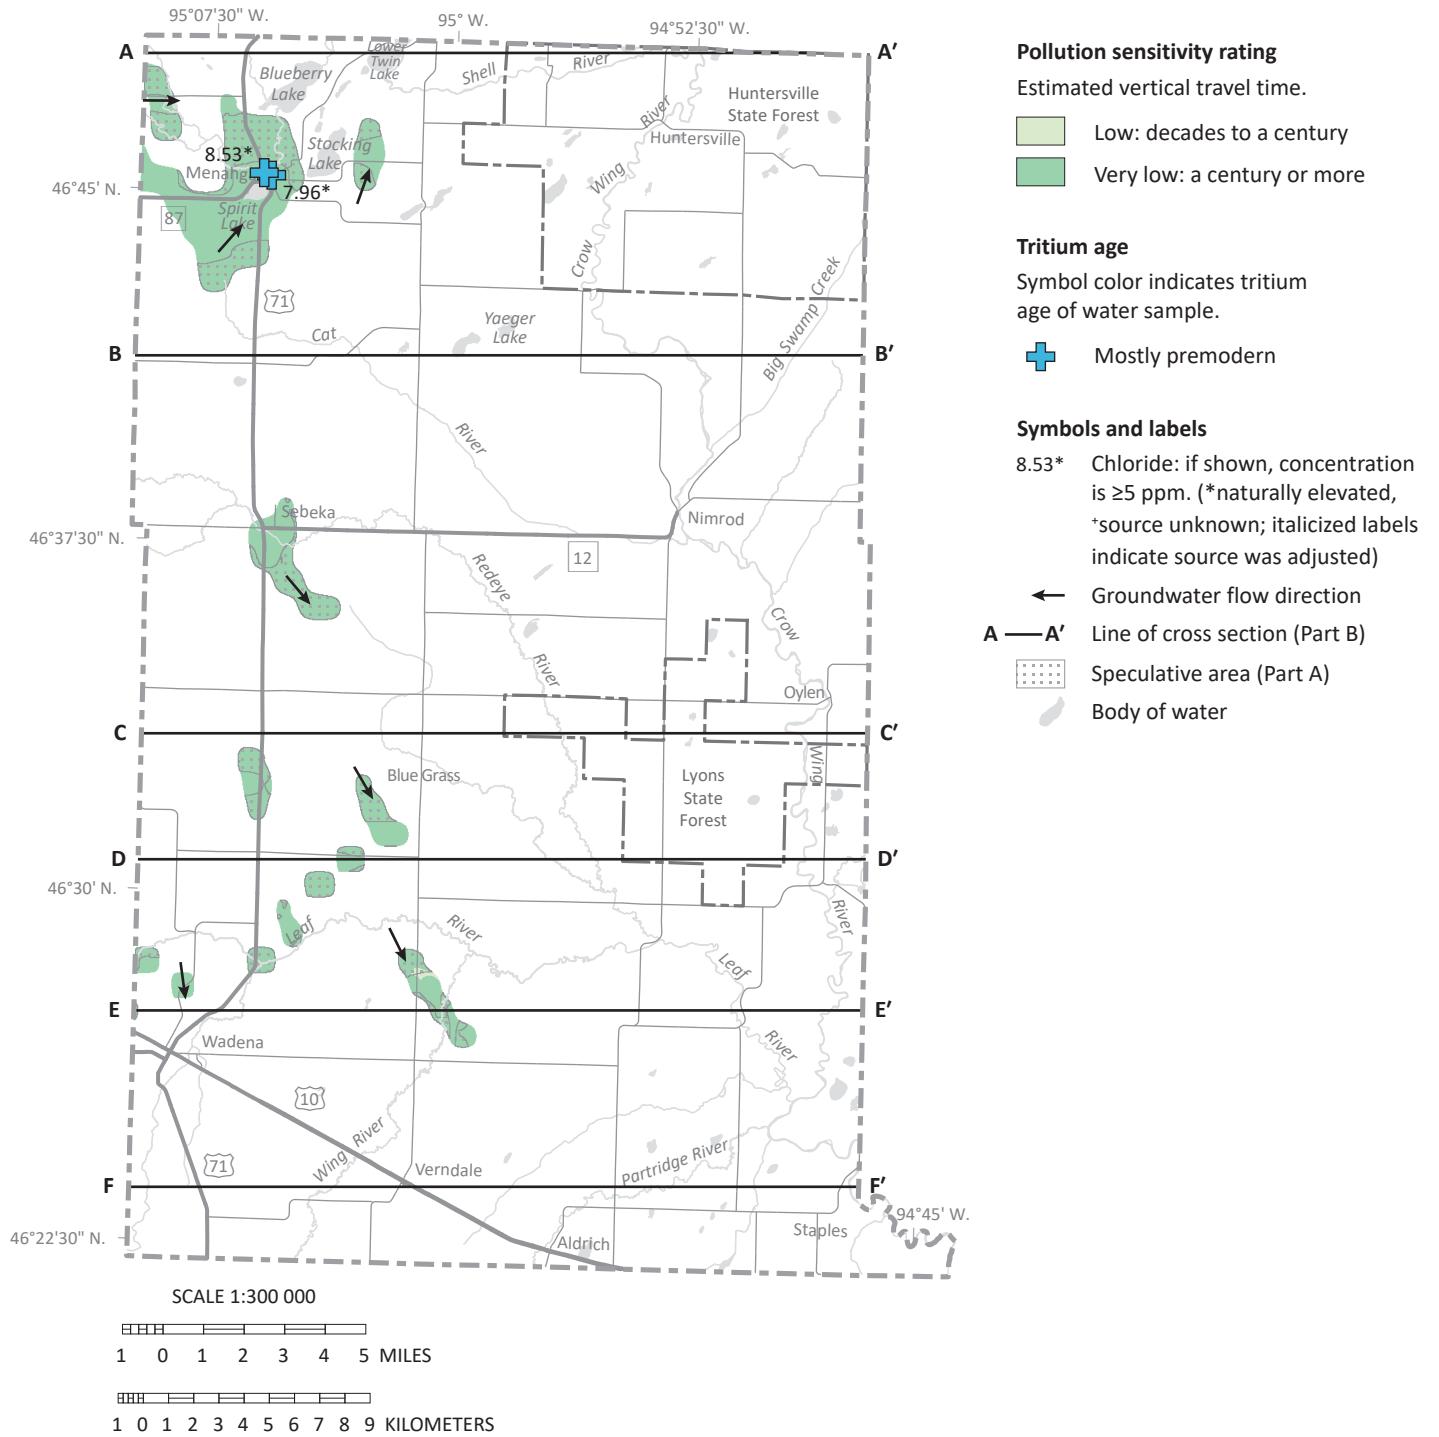 95°07'30" W.
95° W.
94°52'30" W.
A
A′
Lower
Twin
Lake
Blueberry
Lake
Shell
River
Huntersville
State Forest
River
Huntersville
Stocking
Lake
8.53*
Menahga
7.96*
46°45' N.
87
Spirit
Lake
Wing
Crow
71
Big Swamp Creek
Cat
Yaeger
Lake
B
B′
River
Sebeka
Nimrod
46°37'30" N.
12
Redeye
River
Crow
Oylen
C
C′
Wing
Blue Grass
Lyons
State
Forest
D
D′
46°30' N.
Leaf
River
River
Leaf
E
E′
Wadena
River
10
Wing River
71
Verndale
Partridge River
F
F′
94°45' W.
Staples
Aldrich
46°22'30" N.
SCALE 1:300 000
1 0 1 2 3 4 5 MILES
1 0 1 2 3 4 5 6 7 8 9 KILOMETERS
Pollution sensitivity rating
Estimated vertical travel time.
Low: decades to a century
Very low: a century or more
Tritium age
Symbol color indicates tritium
age of water sample.
Mostly premodern
Symbols and labels
8.53* Chloride: if shown, concentration
is ≥5 ppm. (*naturally elevated,
+source unknown; italicized labels
indicate source was adjusted)
Groundwater flow direction
A A′ Line of cross section (Part B)
Speculative area (Part A)
Body of water